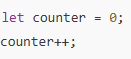 let counter = 0;
counter++;